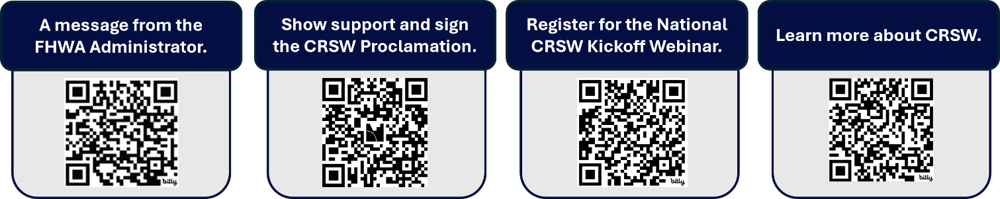 A message from the
FHWA Administrator.
bitly
Show support and sign
the CRSW Proclamation.
Register for the National
CRSW Kickoff Webinar.
bitly
Learn more about CRSW.
bitly